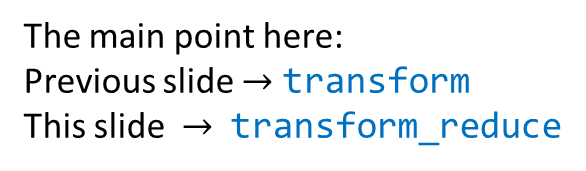 The main point here:
Previous slide → transform
This slide → transform_reduce